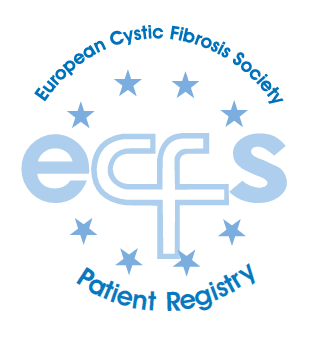 European Cystic Fibrosis Society
ecfs
Patient Registry